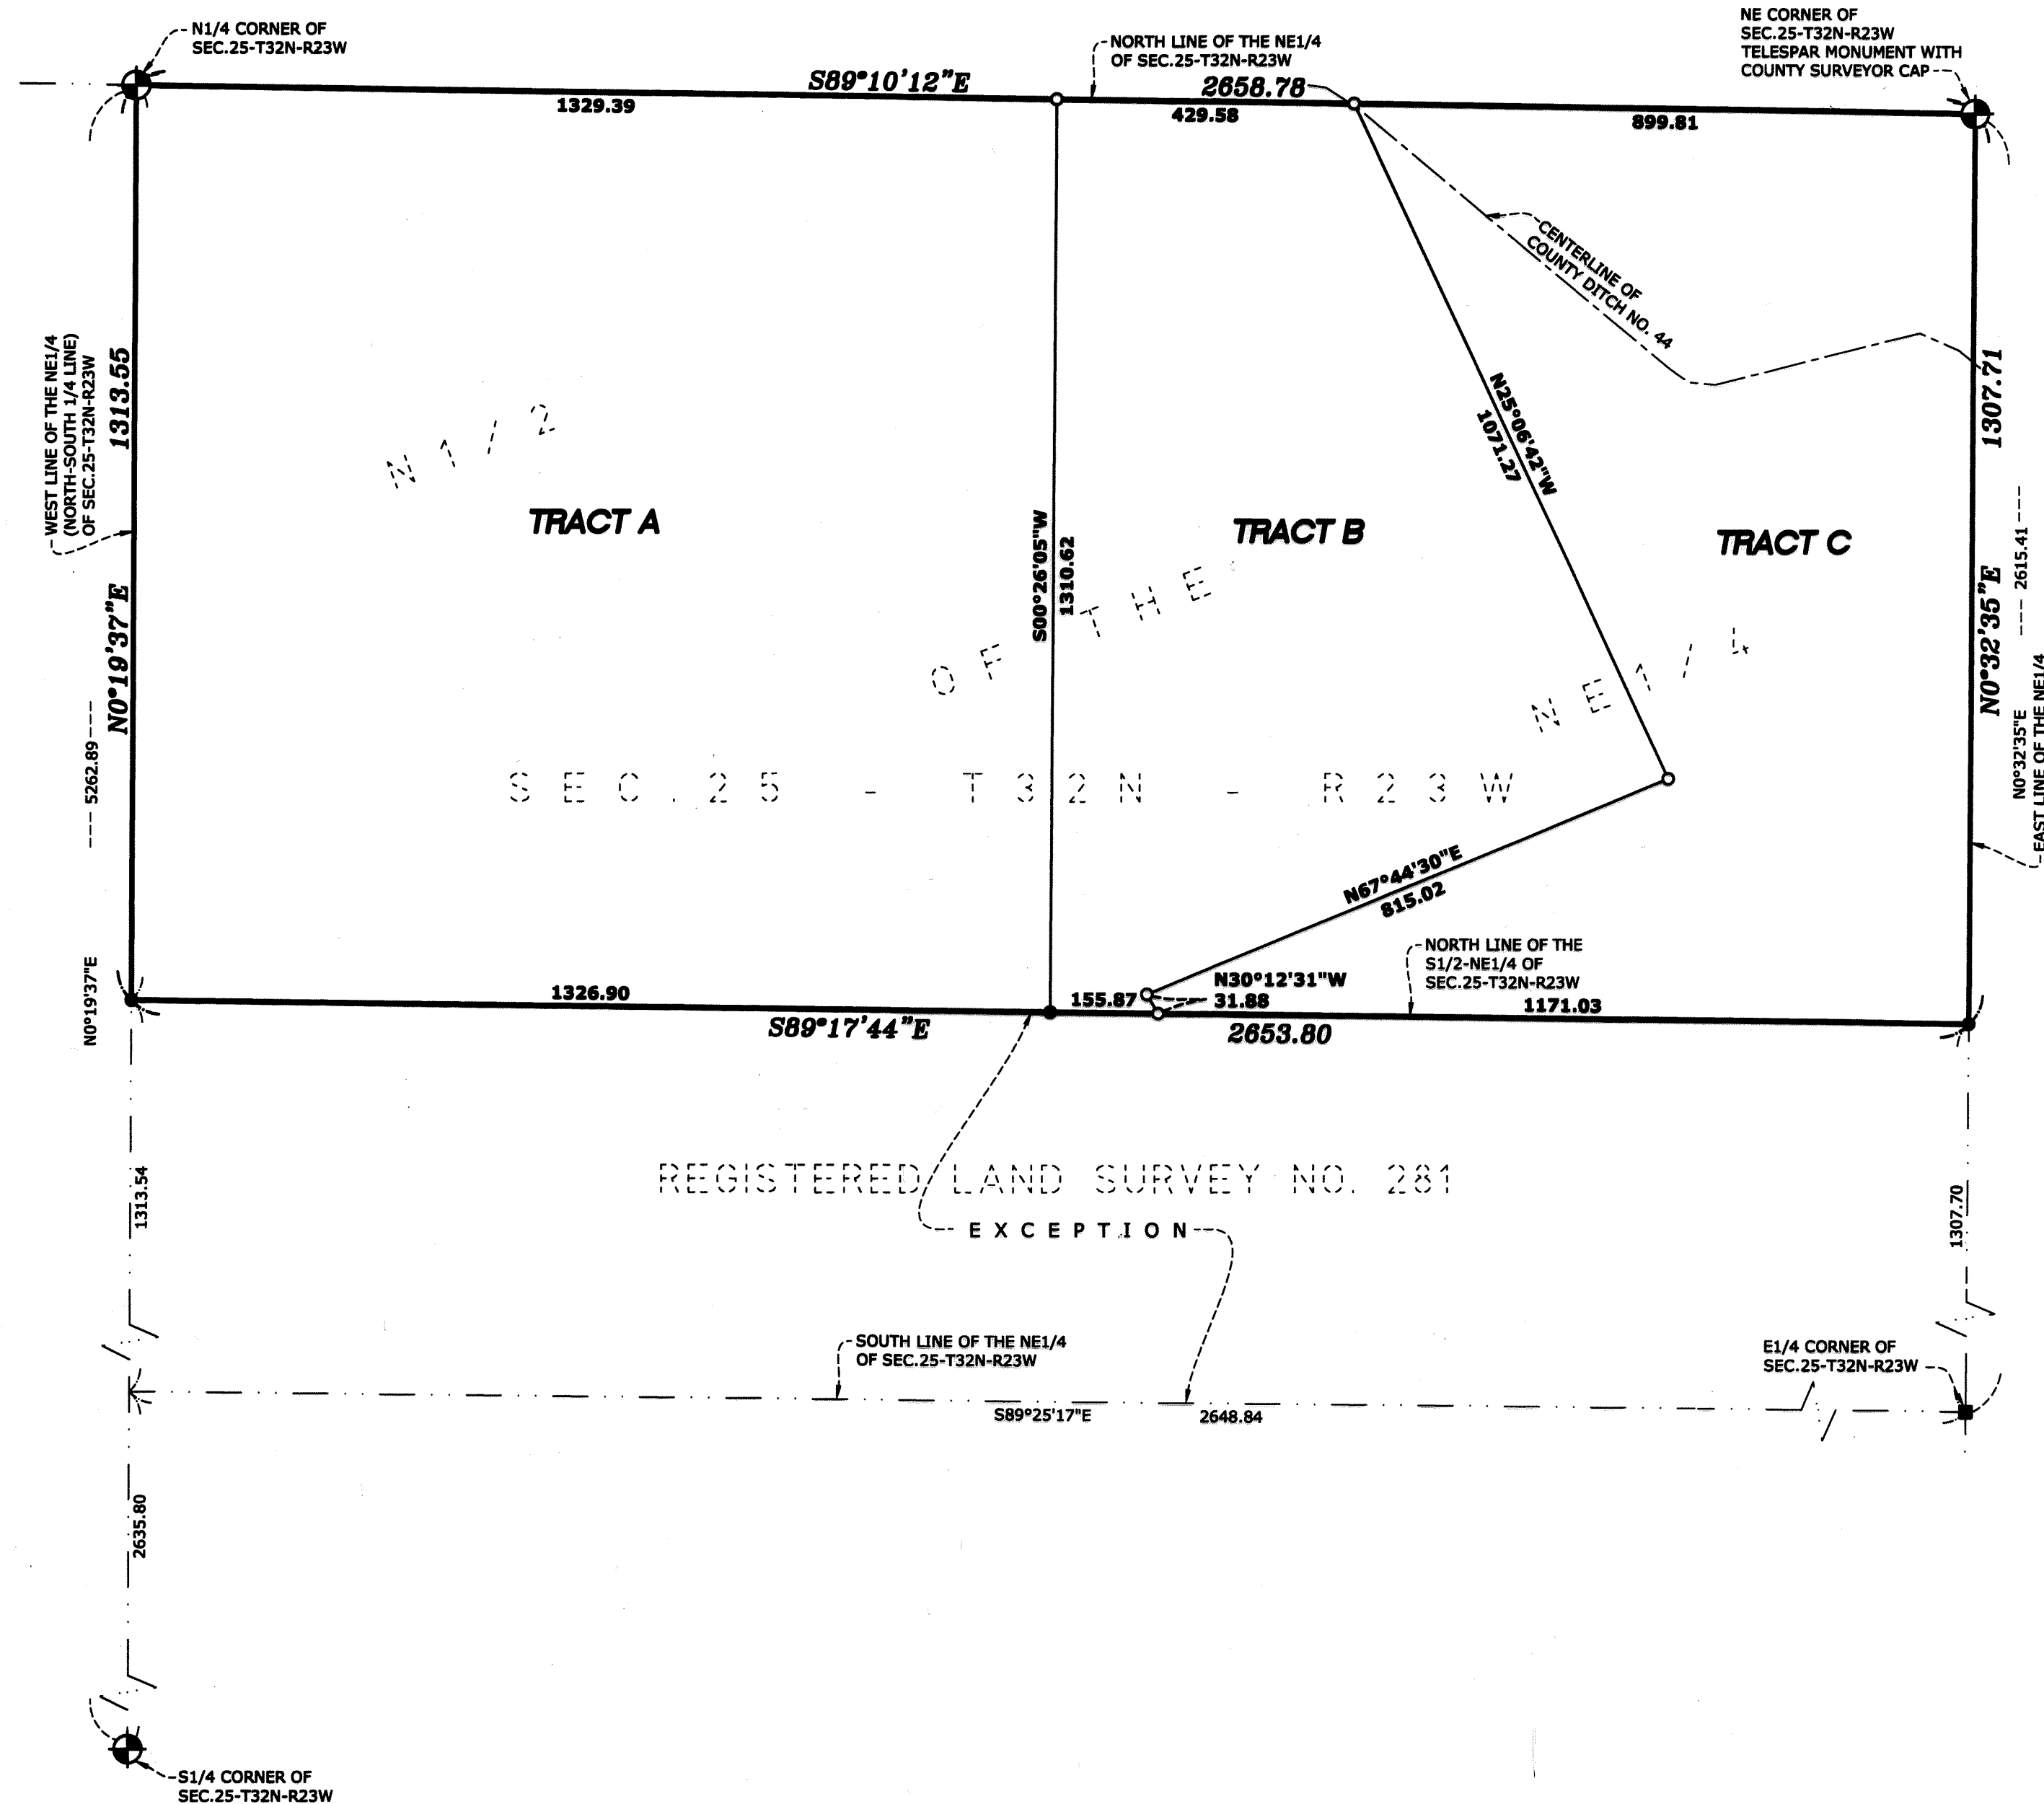 N1/4 CORNER OF
SEC.25-T32N-R23W
NORTH LINE OF THE NE1/4
OF SEC.25-T32N-R23W
NE CORNER OF
SEC.25-T32N-R23W
TELESPAR MONUMENT WITH
COUNTY SURVEYOR CAP
S89°10'12"E
2658.78
1329.39
429.58
899.81
CENTERLINE OF
COUNTY DITCH NO. 44
WEST LINE OF THE NE1/4
(NORTH-SOUTH 1/4 LINE)
OF SEC.25-T32N-R23W
1313.55
N0°19'37"E
5262.89
N0°19'37"E
N 1 / 2
OF THE
NE 1 / 4
SEC.25 - T32N - R23W
TRACT A
TRACT B
TRACT C
S00°26'05"W
1310.62
N25°06'42"W
1071.27
1307.71
N0°32'35"E
2615.41
N0°32'35"E
EAST LINE OF THE NE1/4
N67°44'30"E
815.02
NORTH LINE OF THE
S1/2-NE1/4 OF
SEC.25-T32N-R23W
N30°12'31"W
31.88
1326.90
155.87
1171.03
S89°17'44"E
2653.80
1313.54
REGISTERED LAND SURVEY NO. 281
EXCEPTION
1307.70
SOUTH LINE OF THE NE1/4
OF SEC.25-T32N-R23W
E1/4 CORNER OF
SEC.25-T32N-R23W
S89°25'17"E
2648.84
2635.80
S1/4 CORNER OF
SEC.25-T32N-R23W